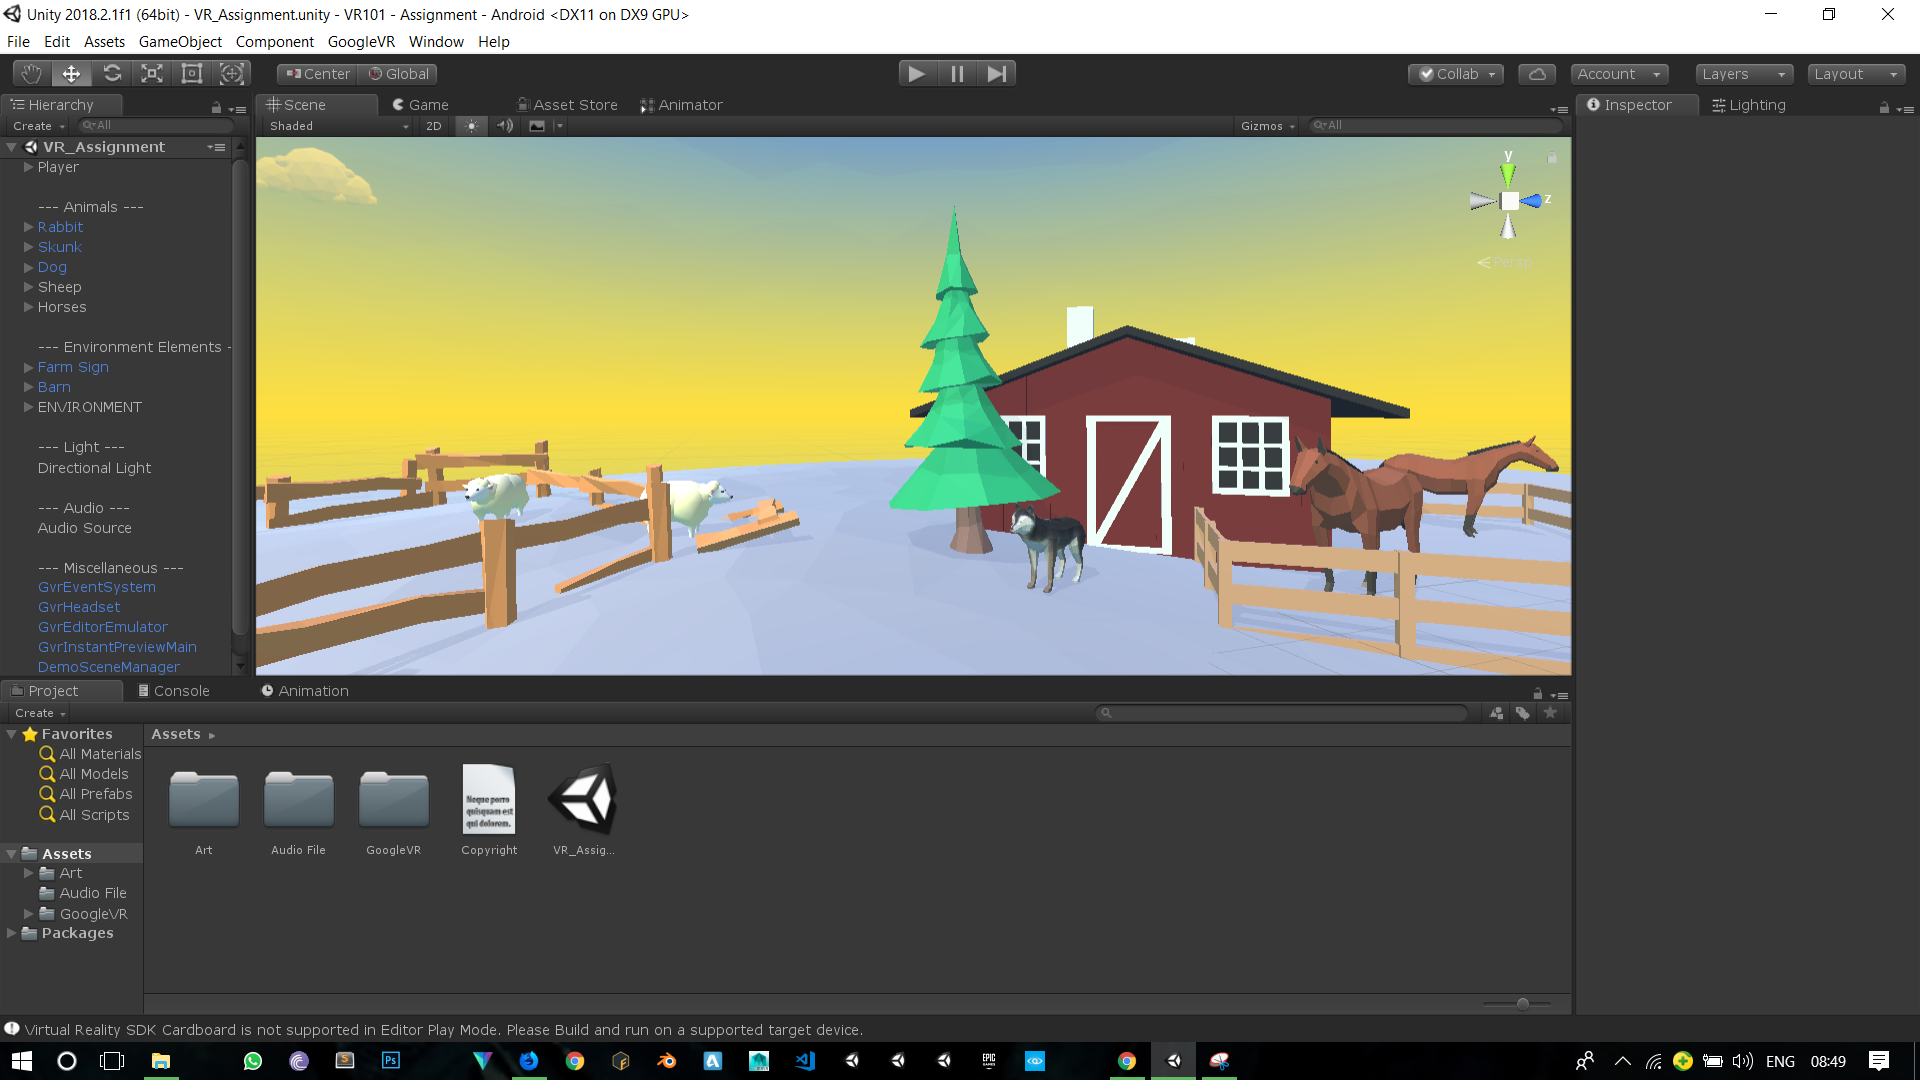 Unity 2018.2.1f1 (64bit) - VR_Assignment.unity - VR101 - Assignment - Android <DX11 on DX9 GPU>
File Edit Assets GameObject Component GoogleVR Window Help
Center Global Collab Account Layers Layout
Hierarchy Scene Game Asset Store Animator Inspector Lighting
Create All Shaded 2D Gizmos All
VR_Assignment
Player
--- Animals ---
Rabbit
Skunk
Dog
Sheep
Horses
--- Environment Elements -
Farm Sign
Barn
ENVIRONMENT
--- Light ---
Directional Light
--- Audio ---
Audio Source
--- Miscellaneous ---
GvrEventSystem
GvrHeadset
GvrEditorEmulator
GvrInstantPreviewMain
DemoSceneManager
y
z
Persp
Project Console Animation
Create
Favorites
All Materials
All Models
All Prefabs
All Scripts
Assets
Art
Audio File
GoogleVR
Packages
Assets
Neque porro
quisquam est
qui dolorem.
Art Audio File GoogleVR Copyright VR_Assig...
Virtual Reality SDK Cardboard is not supported in Editor Play Mode. Please Build and run on a supported target device.
S Ps EPIC GAMES ENG 08:49